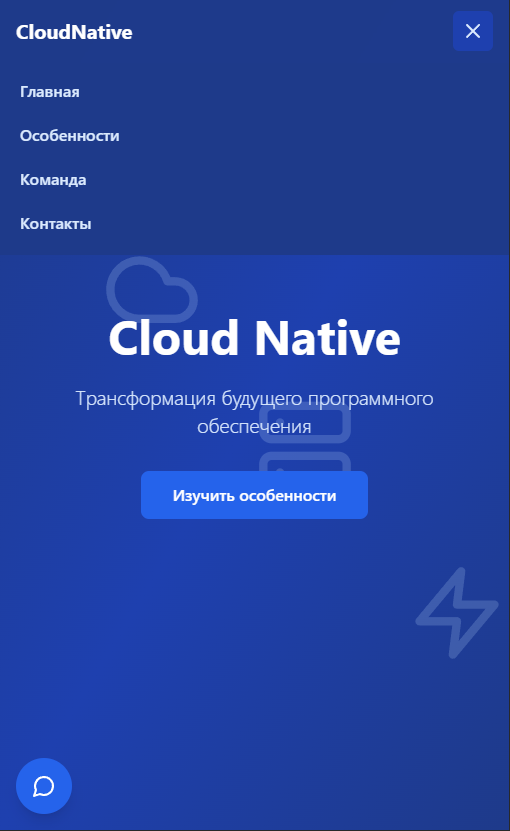 CloudNative
Главная
Особенности
Команда
Контакты
Cloud Native
Трансформация будущего программного
обеспечения
Изучить особенности